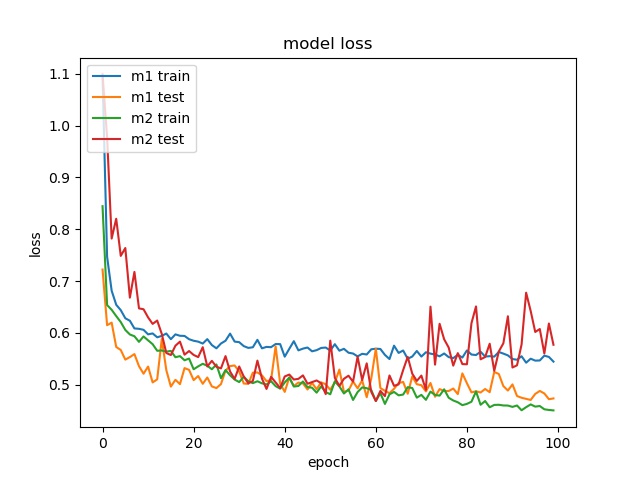 model loss
m1 train
m1 test
m2 train
m2 test
loss
1.1
1.0
0.9
0.8
0.7
0.6
0.5
0 20 40 60 80 100
epoch